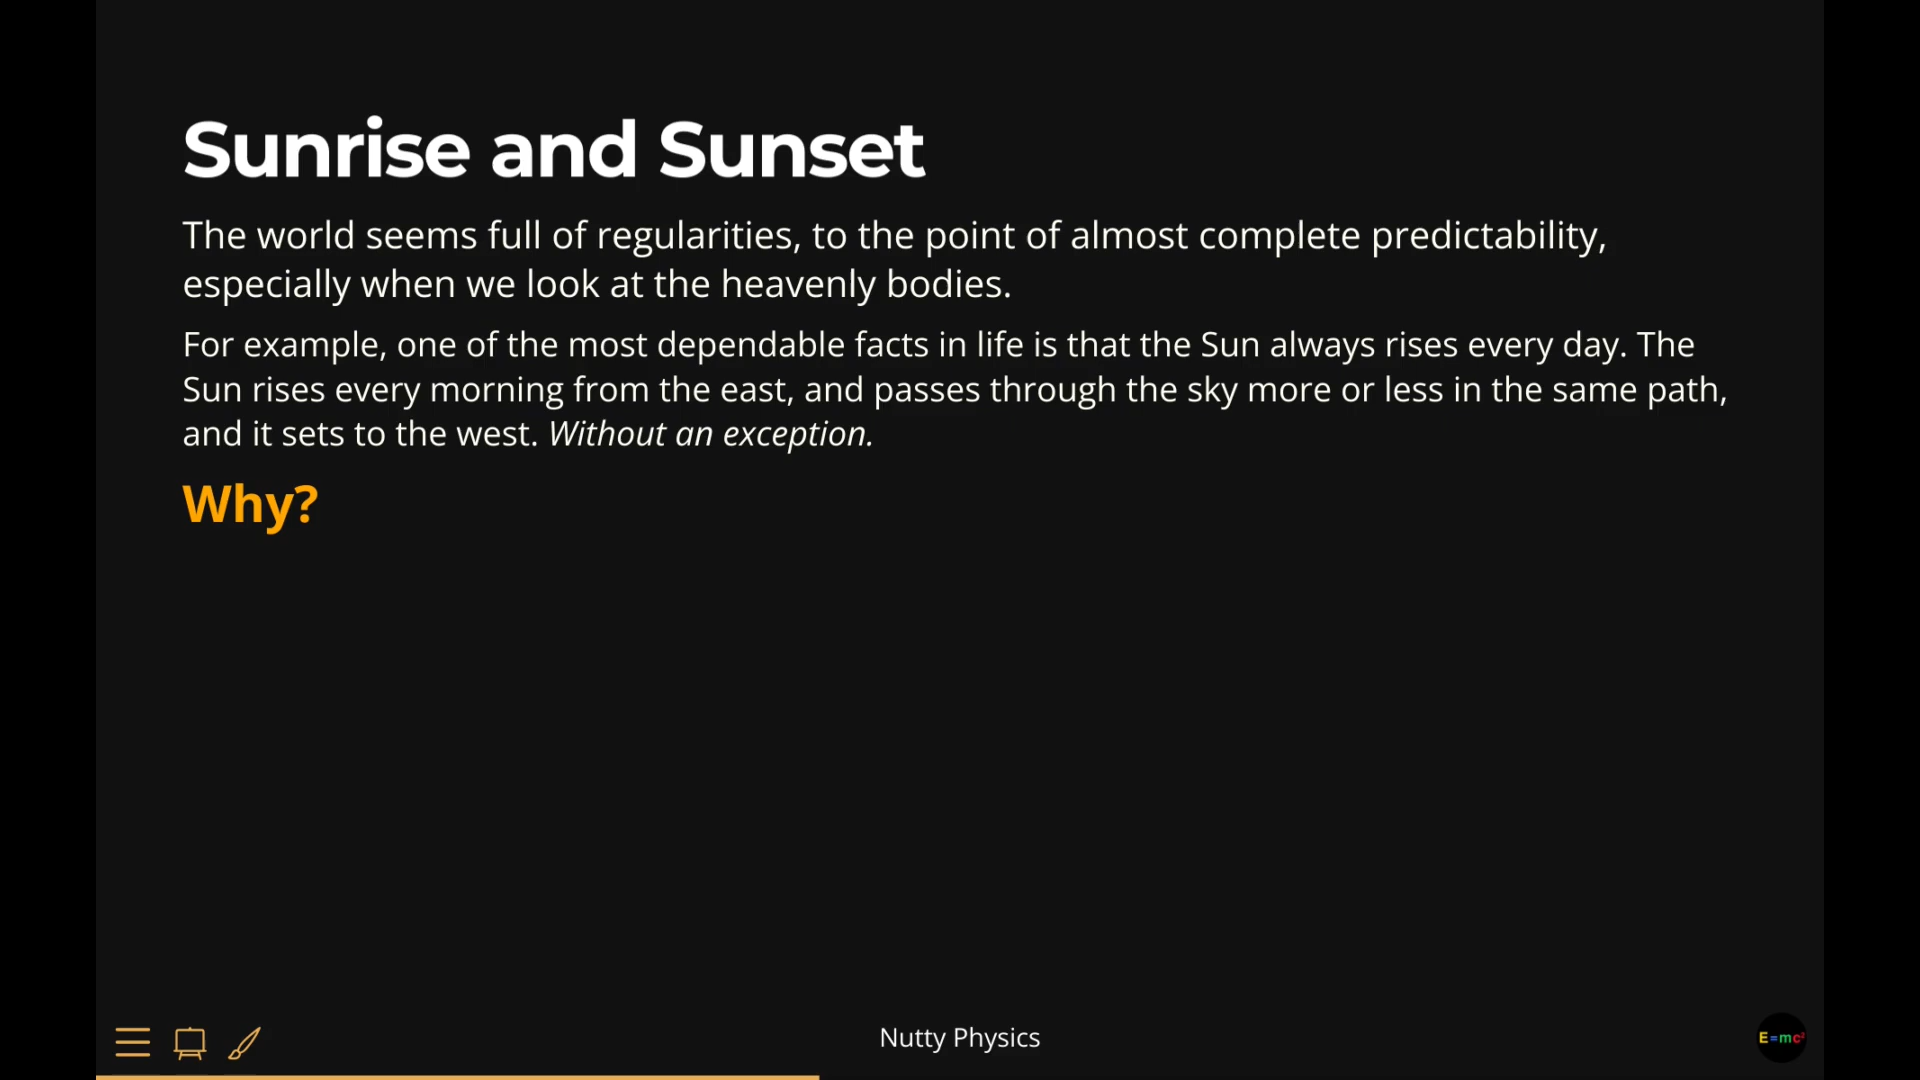 Sunrise and Sunset
The world seems full of regularities, to the point of almost complete predictability,
especially when we look at the heavenly bodies.
For example, one of the most dependable facts in life is that the Sun always rises every day. The
Sun rises every morning from the east, and passes through the sky more or less in the same path,
and it sets to the west. Without an exception.
Why?
Nutty Physics
E=mc²